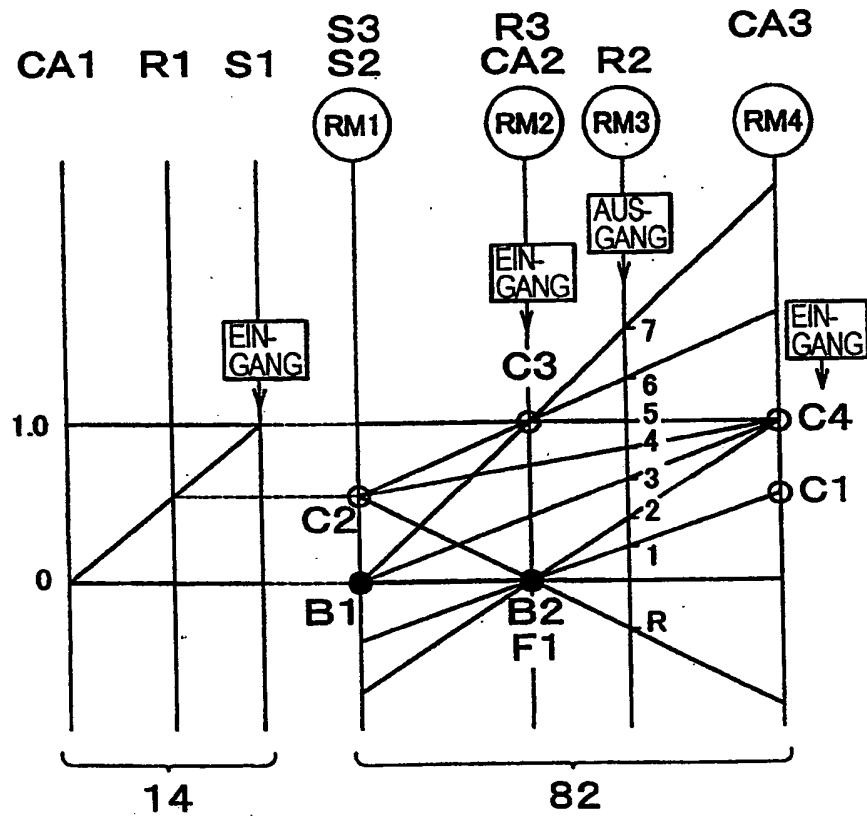 S3 R3 CA3
CA1 R1 S1 S2 CA2 R2
RM1 RM2 RM3 RM4
AUS-
GANG
EIN-
GANG
EIN-
GANG
EIN-
GANG
7
C3
6
1.0
5
C4
4
3
C1
C2
2
1
0
B1
B2
R
F1
14
82